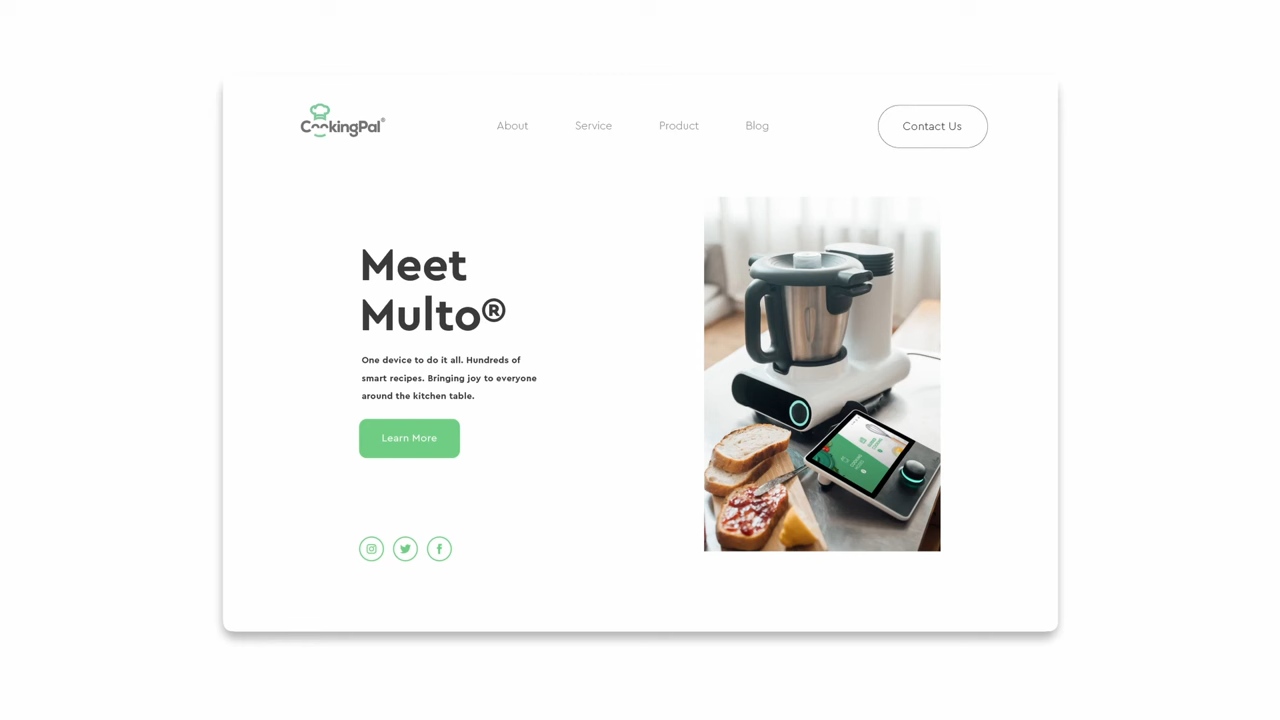 CookingPal®
About
Service
Product
Blog
Contact Us
Meet
Multo®
One device to do it all. Hundreds of
smart recipes. Bringing joy to everyone
around the kitchen table.
Learn More